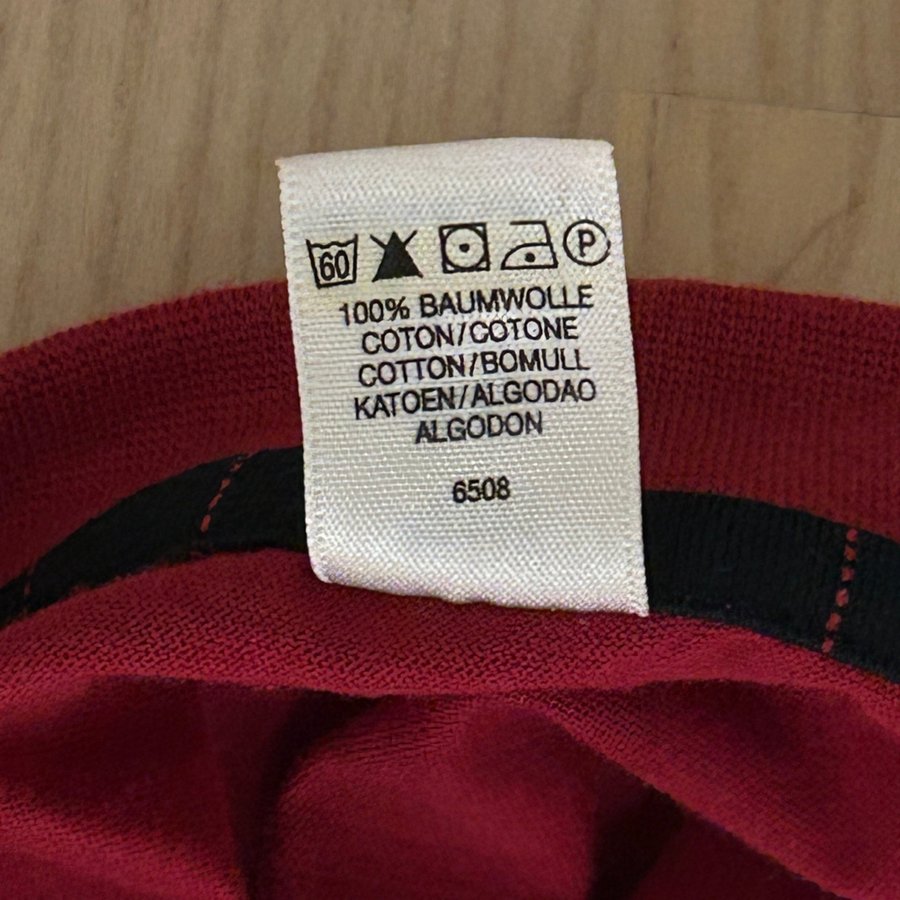 60 P
100% BAUMWOLLE
COTON/COTONE
COTTON/BOMULL
KATOEN/ALGODAO
ALGODON
6508